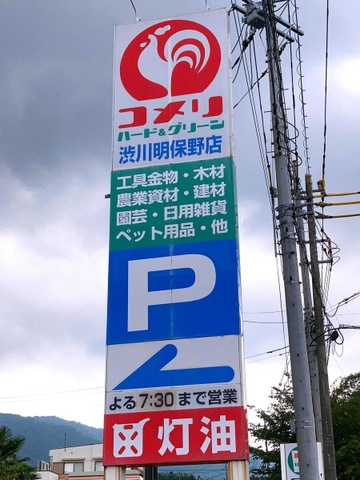 コメリ
ハード&グリーン
渋川明保野店
工具金物・木材
農業資材・建材
園芸・日用雑貨
ペット用品・他
P
よる7:30まで営業
灯油